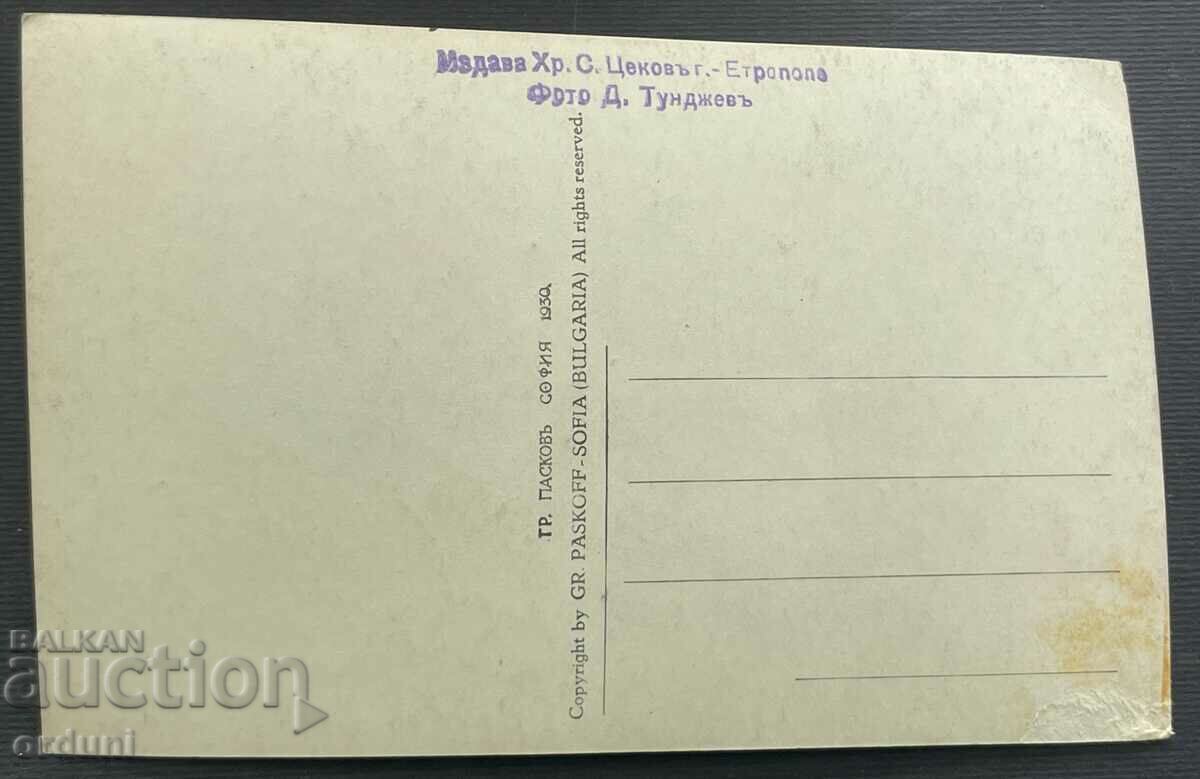 Издава Хр. С. Цековъ г.- Етрополе
Фото Д. Тунджевъ
ГР. ПАСКОВЪ СОФИЯ 1930.
Copyright by GR. PASKOFF - SOFIA (BULGARIA) All rights reserved.
BALKAN
auction
orduni